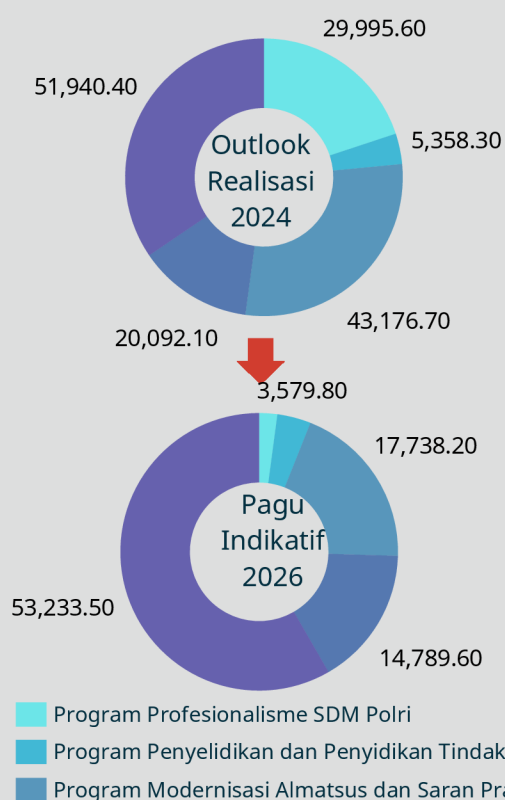 29,995.60
51,940.40
5,358.30
Outlook
Realisasi
2024
43,176.70
20,092.10
3,579.80
17,738.20
Pagu
Indikatif
2026
53,233.50
14,789.60
Program Profesionalisme SDM Polri
Program Penyelidikan dan Penyidikan Tindak
Program Modernisasi Almatsus dan Saran